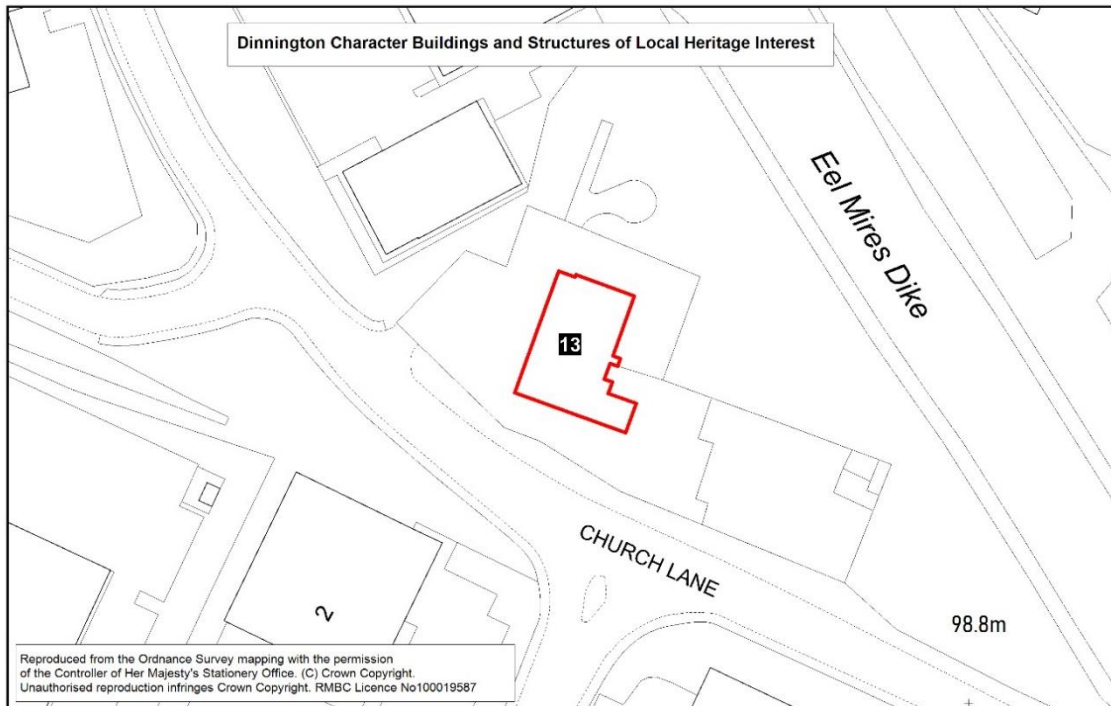 Dinnington Character Buildings and Structures of Local Heritage Interest
Eel Mires Dike
13
CHURCH LANE
2
98.8m
Reproduced from the Ordnance Survey mapping with the permission
of the Controller of Her Majesty's Stationery Office. (C) Crown Copyright.
Unauthorised reproduction infringes Crown Copyright. RMBC Licence No100019587